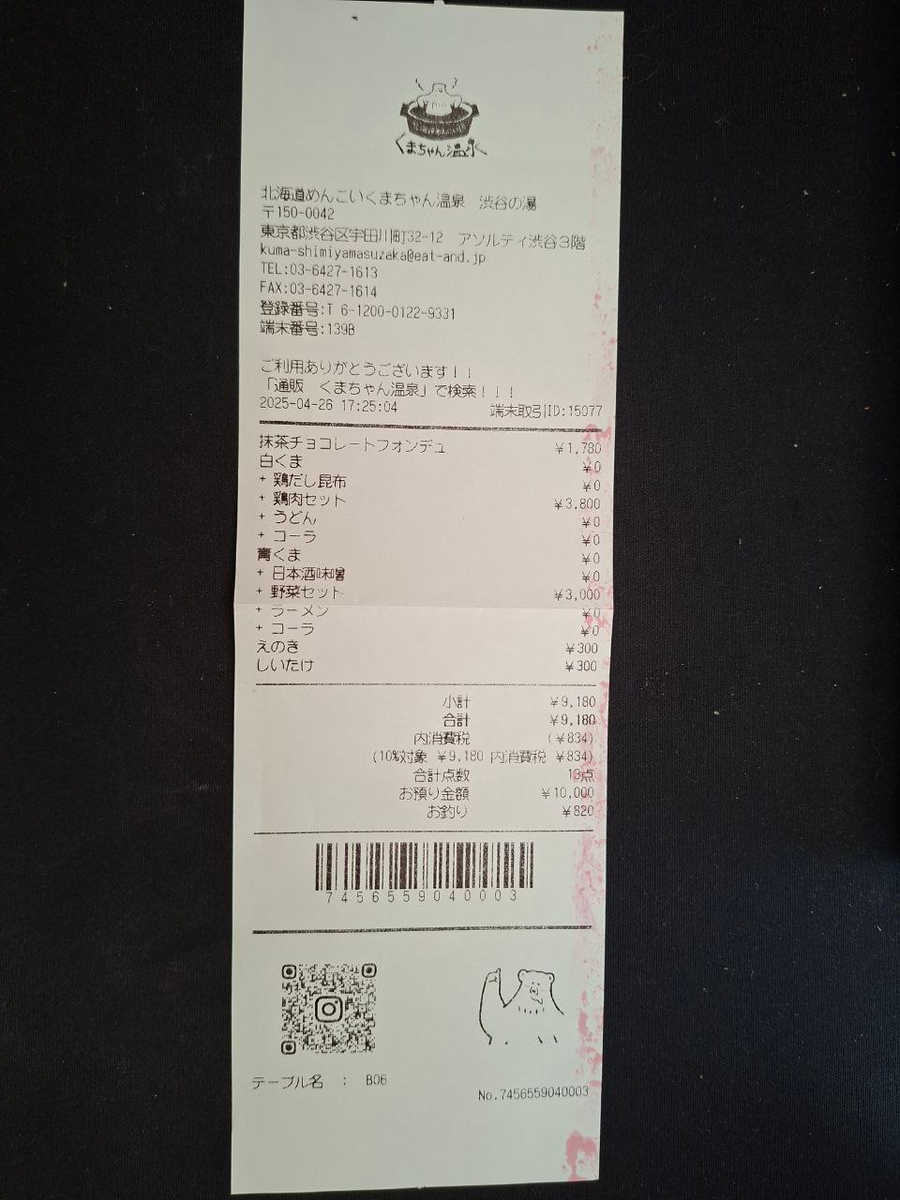 くまちゃん温泉
北海道めんこいくまちゃん温泉 渋谷の湯
〒150-0042
東京都渋谷区宇田川町32-12 アソルティ渋谷3階
kuma-shimiyamasuzaka@eat-and.jp
TEL:03-6427-1613
FAX:03-6427-1614
登録番号:T 6-1200-0122-9331
端末番号:139B
ご利用ありがとうございます!!
「通販 くまちゃん温泉」で検索!!!
2025-04-26 17:25:04 端末取引ID:15077
抹茶チョコレートフォンデュ ¥1,780
白くま ¥0
+ 鶏だし昆布 ¥0
+ 鶏肉セット ¥3,800
+ うどん ¥0
+ コーラ ¥0
青くま ¥0
+ 日本酒味噌 ¥0
+ 野菜セット ¥3,000
+ ラーメン ¥0
+ コーラ ¥0
えのき ¥300
しいたけ ¥300
小計 ¥9,180
合計 ¥9,180
内消費税 (¥834)
(10%対象 ¥9,180 内消費税 ¥834)
合計点数 13点
お預り金額 ¥10,000
お釣り ¥820
7456559040003
テーブル名 : B06
No.7456559040003